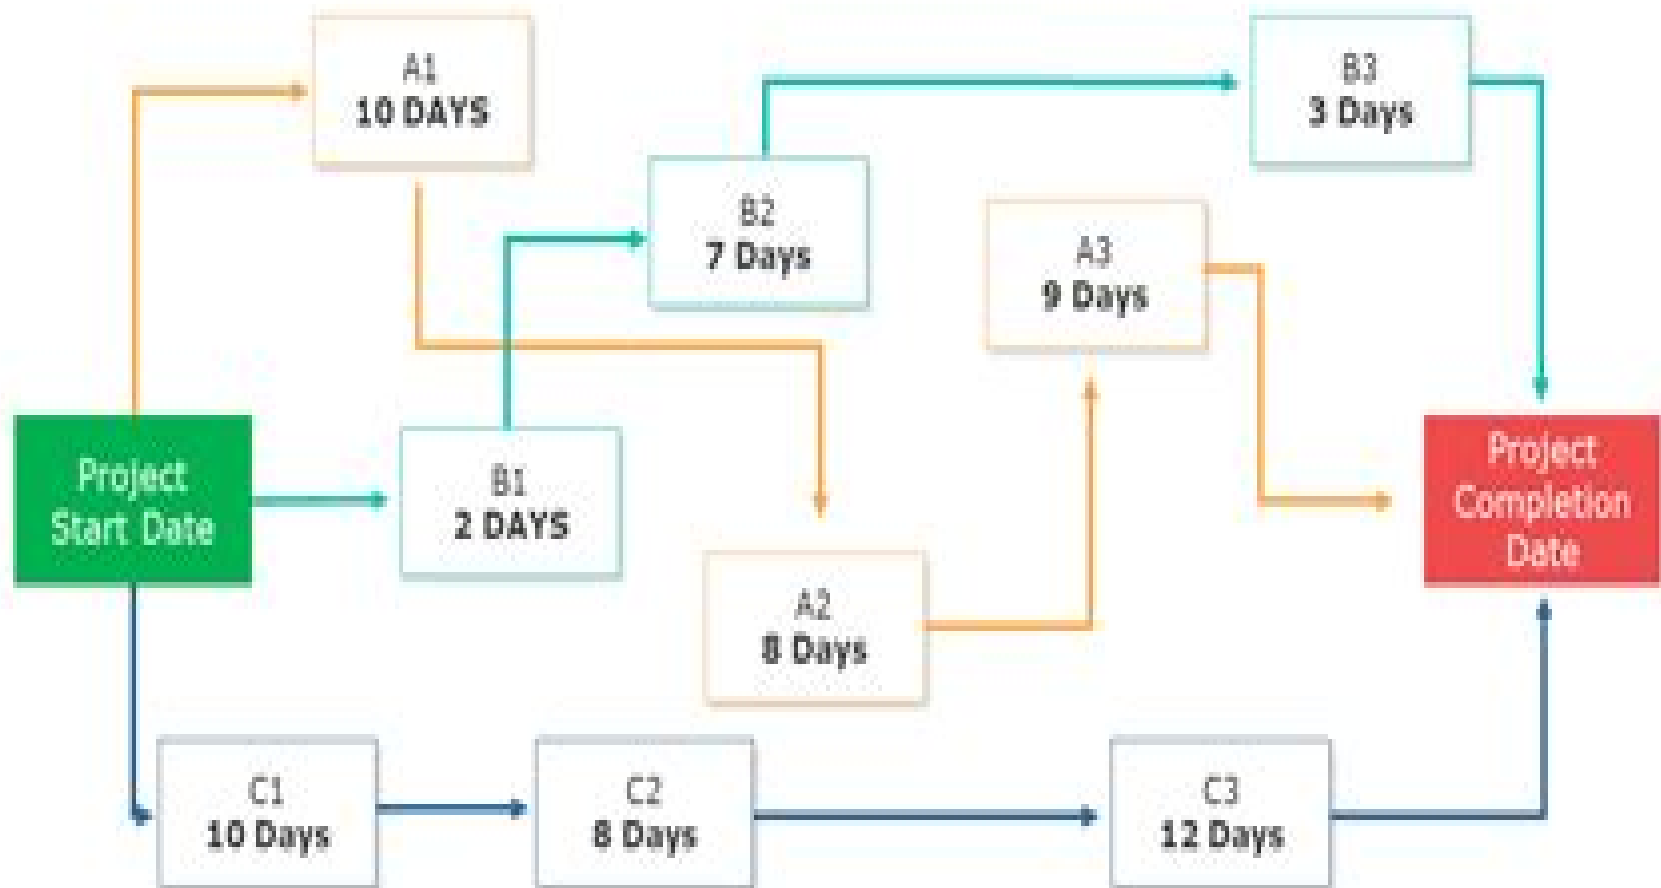 A1
10 DAYS
B3
3 Days
B2
7 Days
A3
9 Days
Project
Start Date
B1
2 DAYS
Project
Completion
Date
A2
8 Days
C1
10 Days
C2
8 Days
C3
12 Days